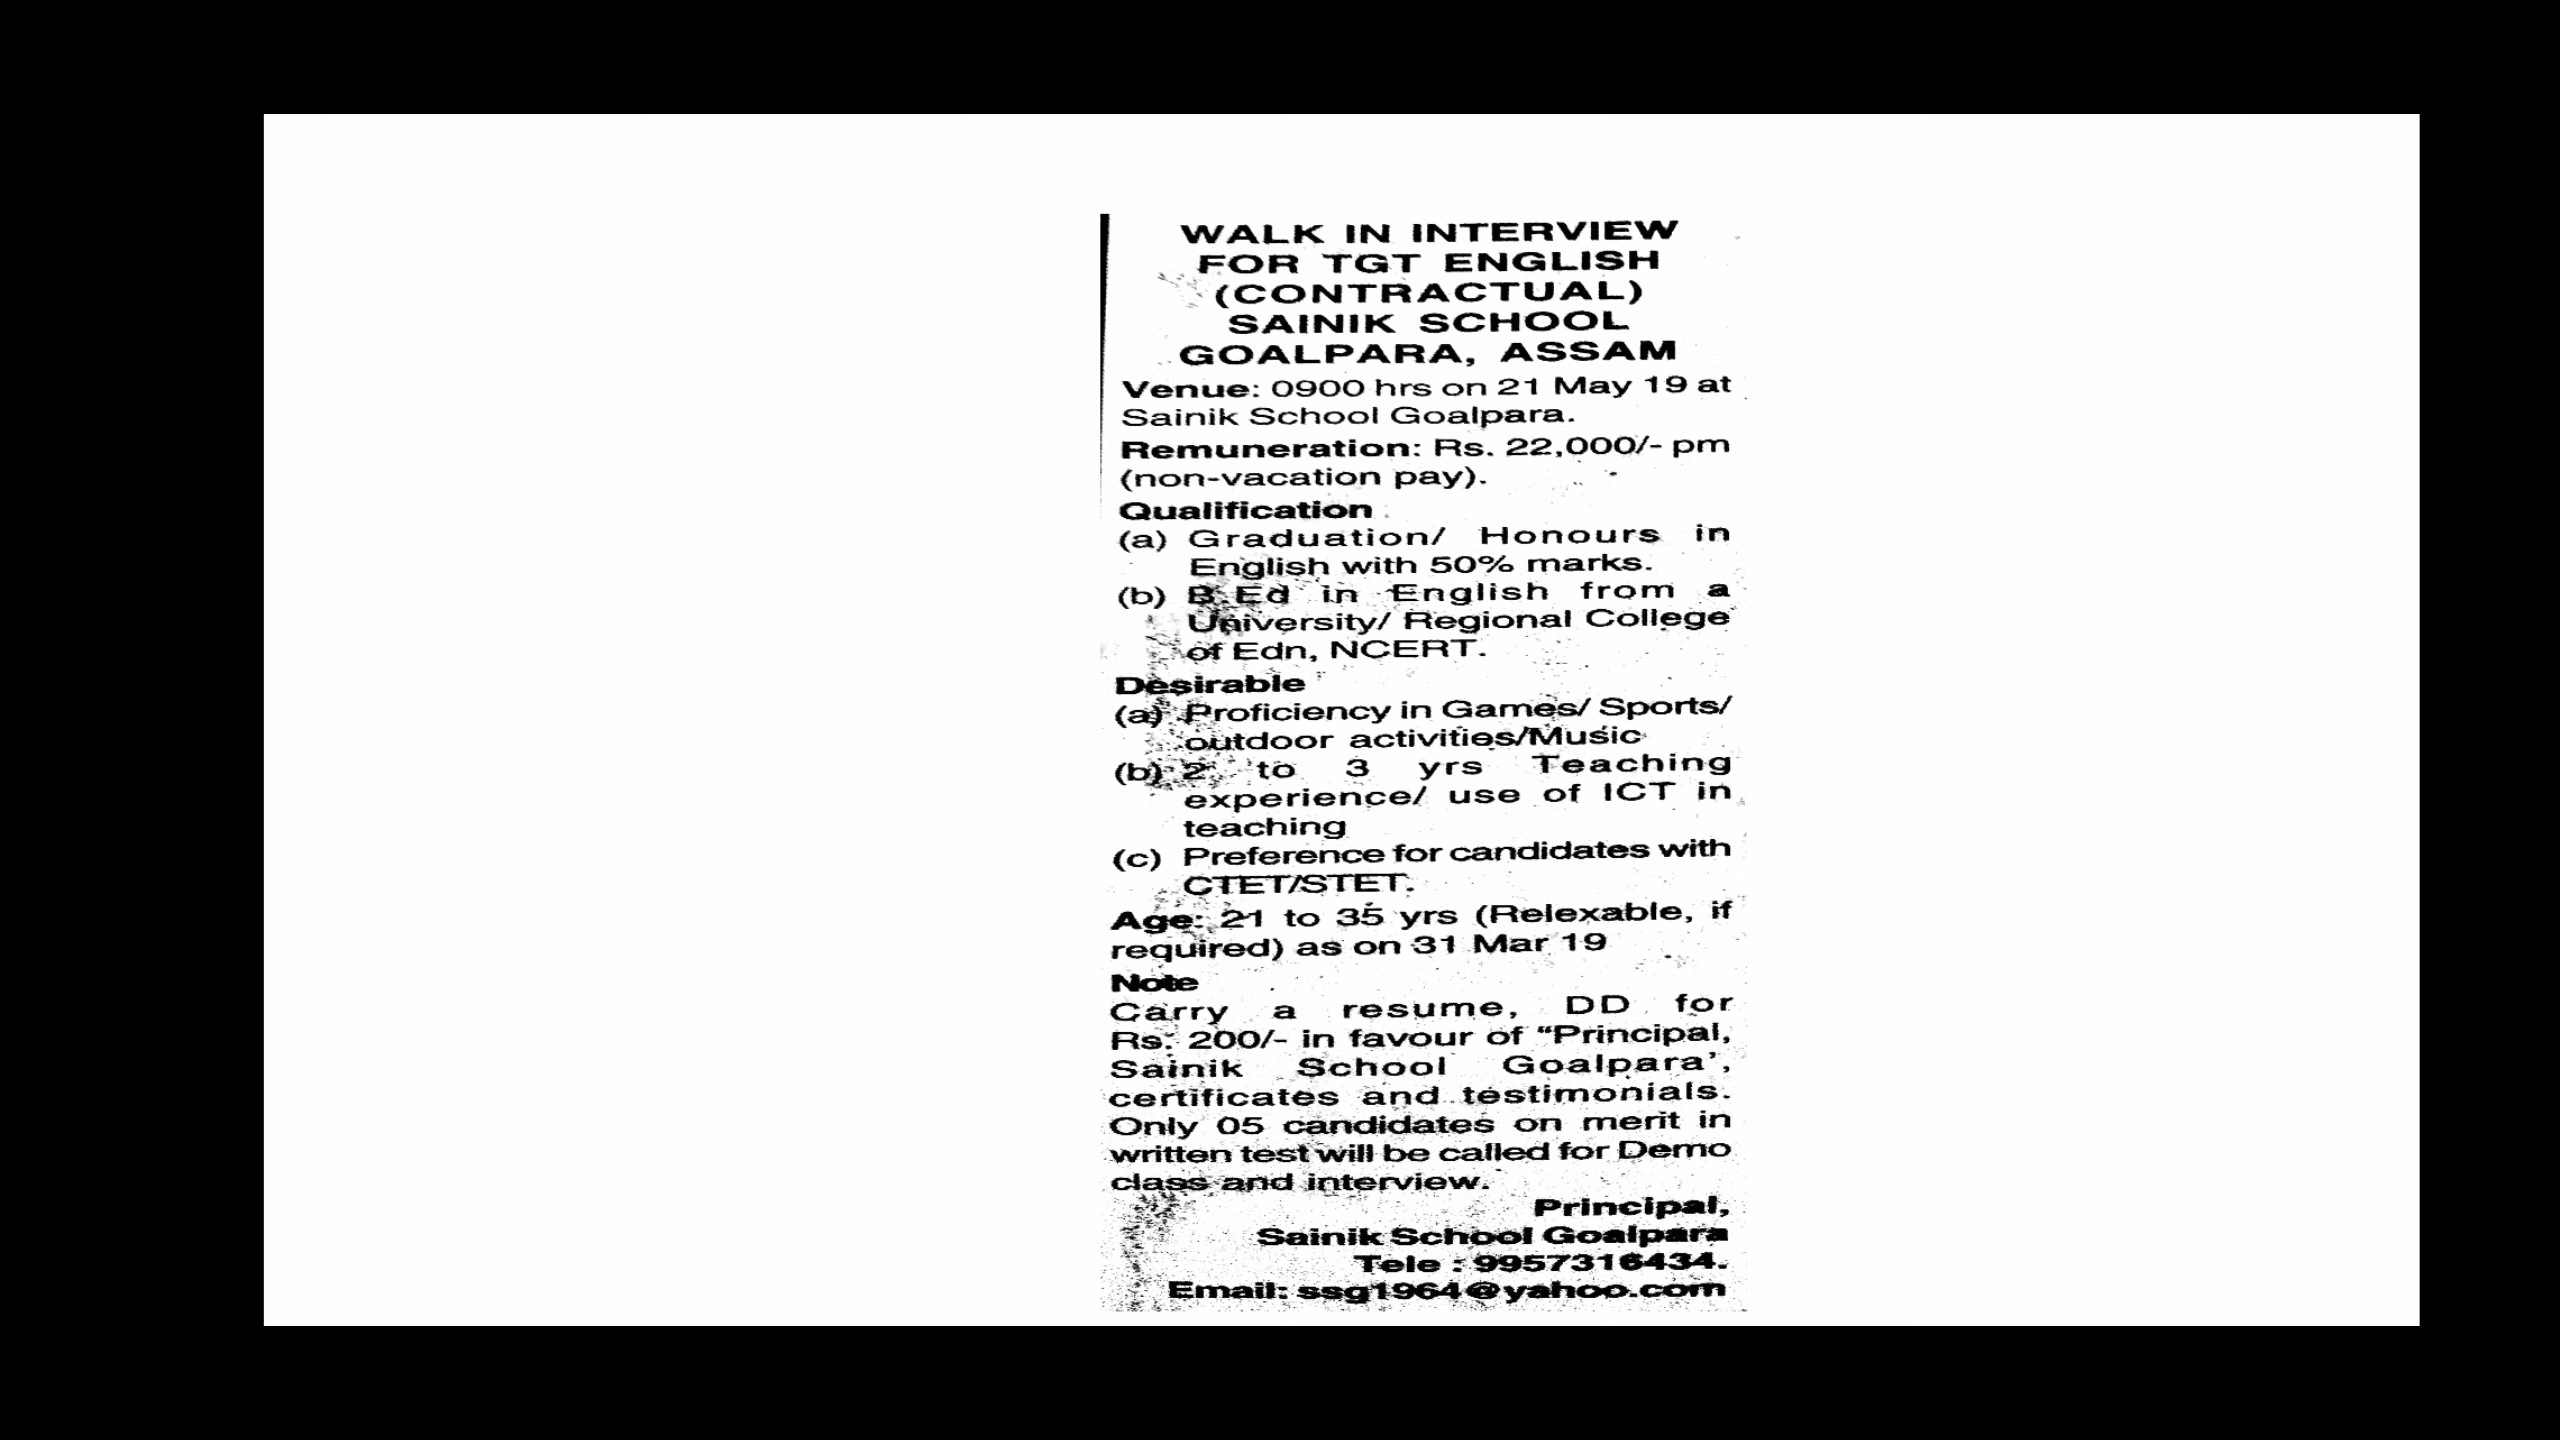 WALK IN INTERVIEW
FOR TGT ENGLISH
(CONTRACTUAL)
SAINIK SCHOOL
GOALPARA, ASSAM
Venue: 0900 hrs on 21 May 19 at
Sainik School Goalpara.
Remuneration: Rs. 22,000/- pm
(non-vacation pay).
Qualification
(a) Graduation/ Honours in
English with 50% marks.
(b) B.Ed in English from a
University/ Regional College
of Edn, NCERT.
Desirable
(a) Proficiency in Games/ Sports/
outdoor activities/Music
(b) 2 to 3 yrs Teaching
experience/ use of ICT in
teaching
(c) Preference for candidates with
CTET/STET.
Age: 21 to 35 yrs (Relexable, if
required) as on 31 Mar 19
Note
Carry a resume, DD for
Rs. 200/- in favour of “Principal,
Sainik School Goalpara’,
certificates and testimonials.
Only 05 candidates on merit in
written test will be called for Demo
class and interview.
Principal,
Sainik School Goalpara
Tele : 9957316434.
Email: ssg1964@yahoo.com